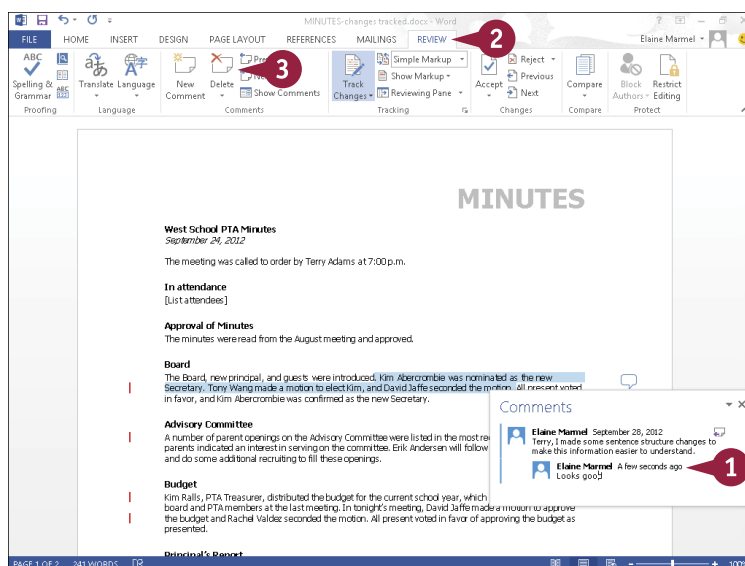 MINUTES-changes tracked.docx - Word
FILE HOME INSERT DESIGN PAGE LAYOUT REFERENCES MAILINGS REVIEW Elaine Marmel
2
ABC
Spelling & Grammar
ABC
Translate Language
New Comment
Delete
3
Show Comments
Track Changes
Simple Markup
Show Markup
Reviewing Pane
Accept
Reject
Previous
Next
Compare
Block Authors
Restrict Editing
Proofing Language Comments Tracking Changes Compare Protect
MINUTES
West School PTA Minutes
September 24, 2012
The meeting was called to order by Terry Adams at 7:00 p.m.
In attendance
[List attendees]
Approval of Minutes
The minutes were read from the August meeting and approved.
Board
The Board, new principal, and guests were introduced. Kim Abercrombie was nominated as the new
Secretary. Tony Wang made a motion to elect Kim, and David Jaffe seconded the motion. All present voted
in favor, and Kim Abercrombie was confirmed as the new Secretary.
Advisory Committee
A number of parent openings on the Advisory Committee were listed in the most
parents indicated an interest in serving on the committee. Erik Andersen will follow
and do some additional recruiting to fill these openings.
Budget
Kim Ralls, PTA Treasurer, distributed the budget for the current school year, which
board and PTA members at the last meeting. In tonight's meeting, David Jaffe made a motion to approve
the budget and Rachel Valdez seconded the motion. All present voted in favor of approving the budget as
presented.
Principal's Report
Comments
Elaine Marmel September 28, 2012
Terry, I made some sentence structure changes to
make this information easier to understand.
Elaine Marmel A few seconds ago
Looks good
1
PAGE 1 OF 2 241 WORDS 100%